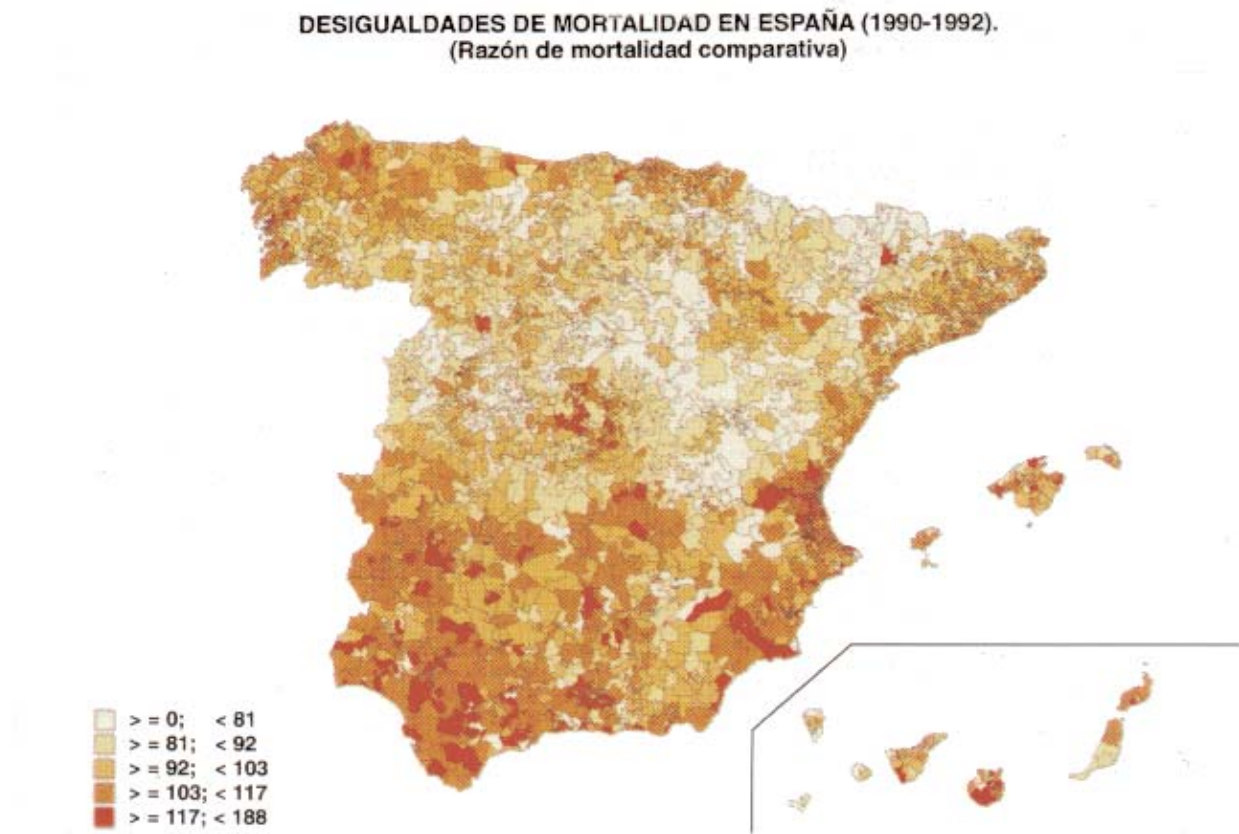 DESIGUALDADES DE MORTALIDAD EN ESPAÑA (1990-1992).
(Razón de mortalidad comparativa)
> = 0; < 81
> = 81; < 92
> = 92; < 103
> = 103; < 117
> = 117; < 188